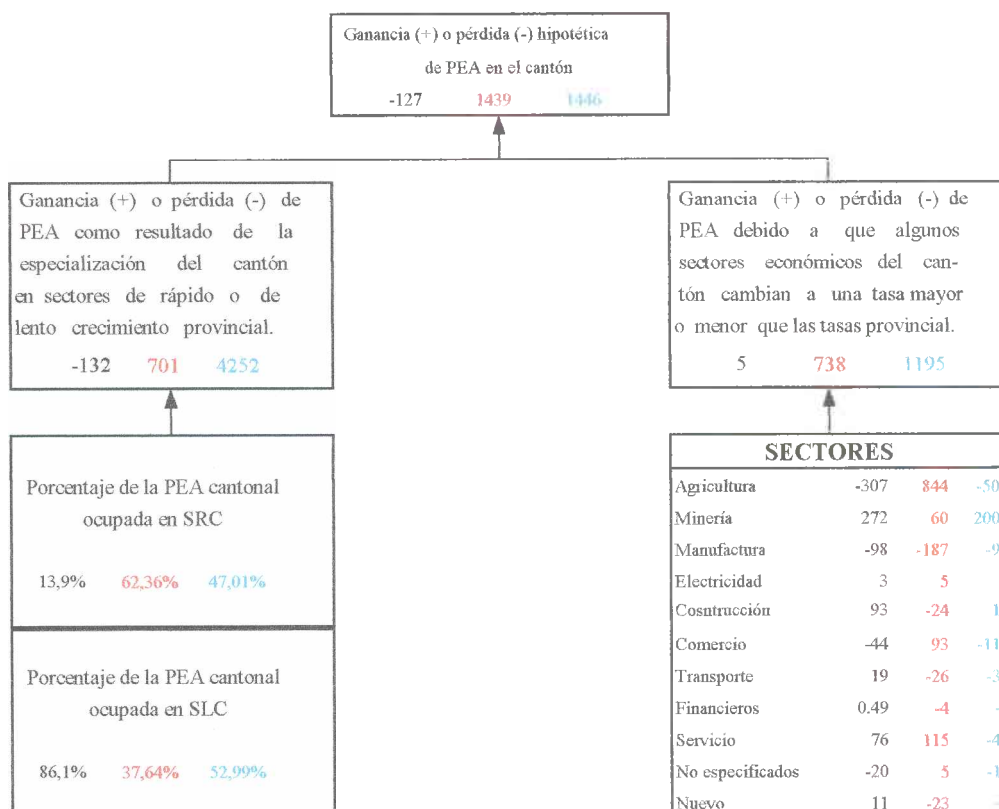 Ganancia (+) o pérdida (-) hipotética
de PEA en el cantón
-127 1439 1446
Ganancia (+) o pérdida (-) de
PEA como resultado de la
especialización del cantón
en sectores de rápido o de
lento crecimiento provincial.
-132 701 4252
Ganancia (+) o pérdida (-) de
PEA debido a que algunos
sectores económicos del can-
tón cambian a una tasa mayor
o menor que las tasas provincial.
5 738 1195
Porcentaje de la PEA cantonal
ocupada en SRC
13,9% 62,36% 47,01%
Porcentaje de la PEA cantonal
ocupada en SLC
86,1% 37,64% 52,99%
SECTORES
Agricultura -307 844
Minería 272 60
Manufactura -98 -187
Electricidad 3 5
Cosntrucción 93 -24
Comercio -44 93
Transporte 19 -26
Financieros 0.49 -4
Servicio 76 115
No especificados -20 5
Nuevo 11 -23